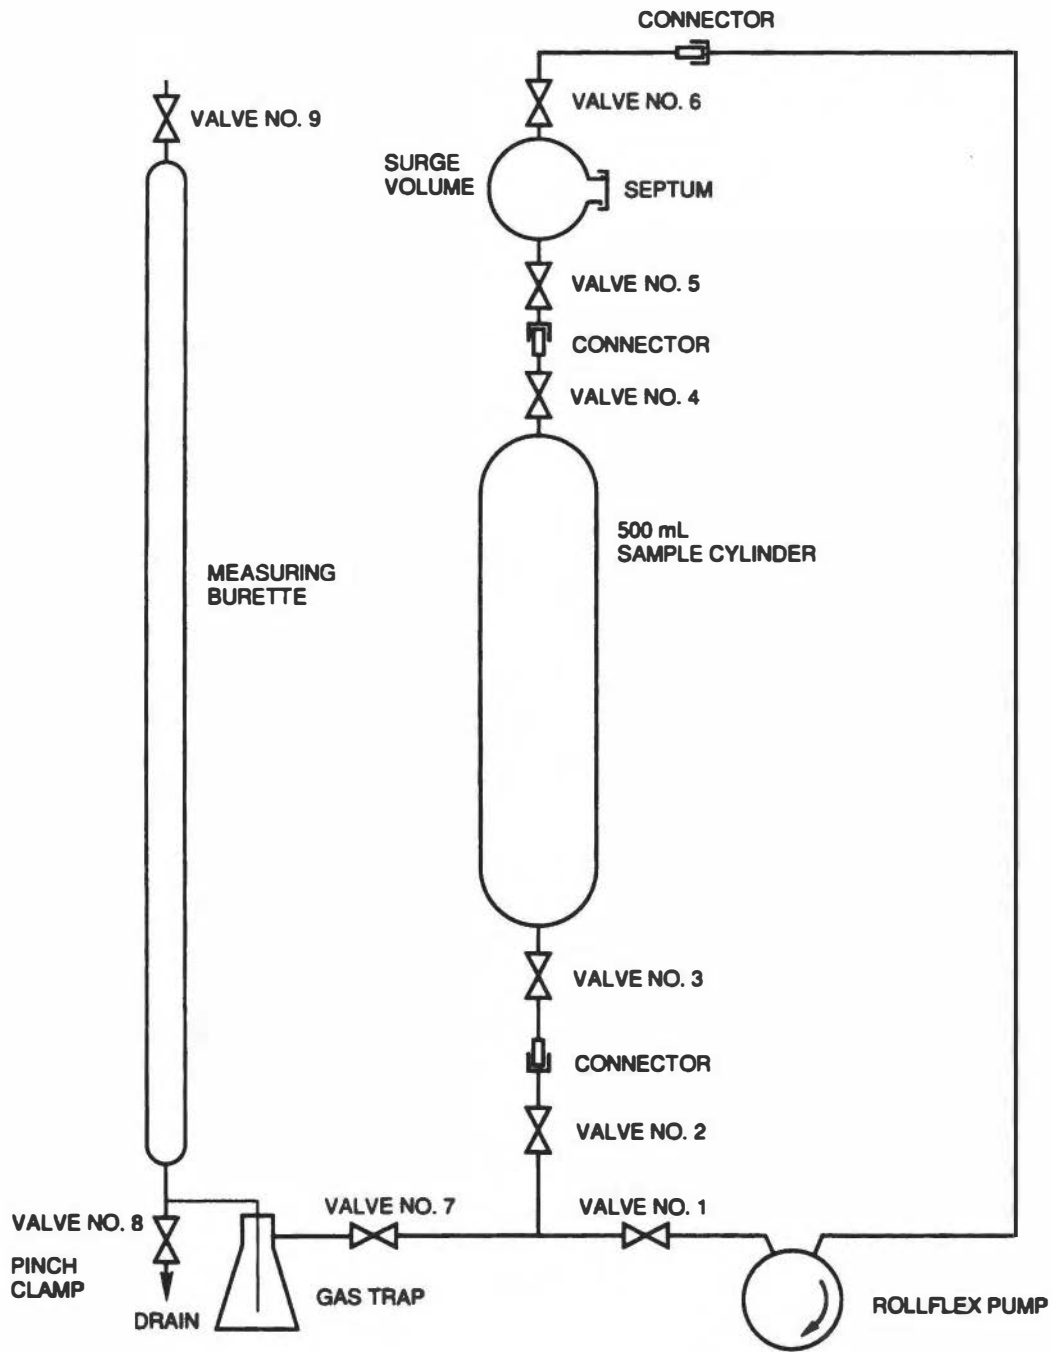 CONNECTOR
VALVE NO. 6
VALVE NO. 9
SURGE
VOLUME
SEPTUM
VALVE NO. 5
CONNECTOR
VALVE NO. 4
500 mL
SAMPLE CYLINDER
MEASURING
BURETTE
VALVE NO. 3
CONNECTOR
VALVE NO. 2
VALVE NO. 7
VALVE NO. 1
VALVE NO. 8
PINCH
CLAMP
GAS TRAP
DRAIN
ROLLFLEX PUMP